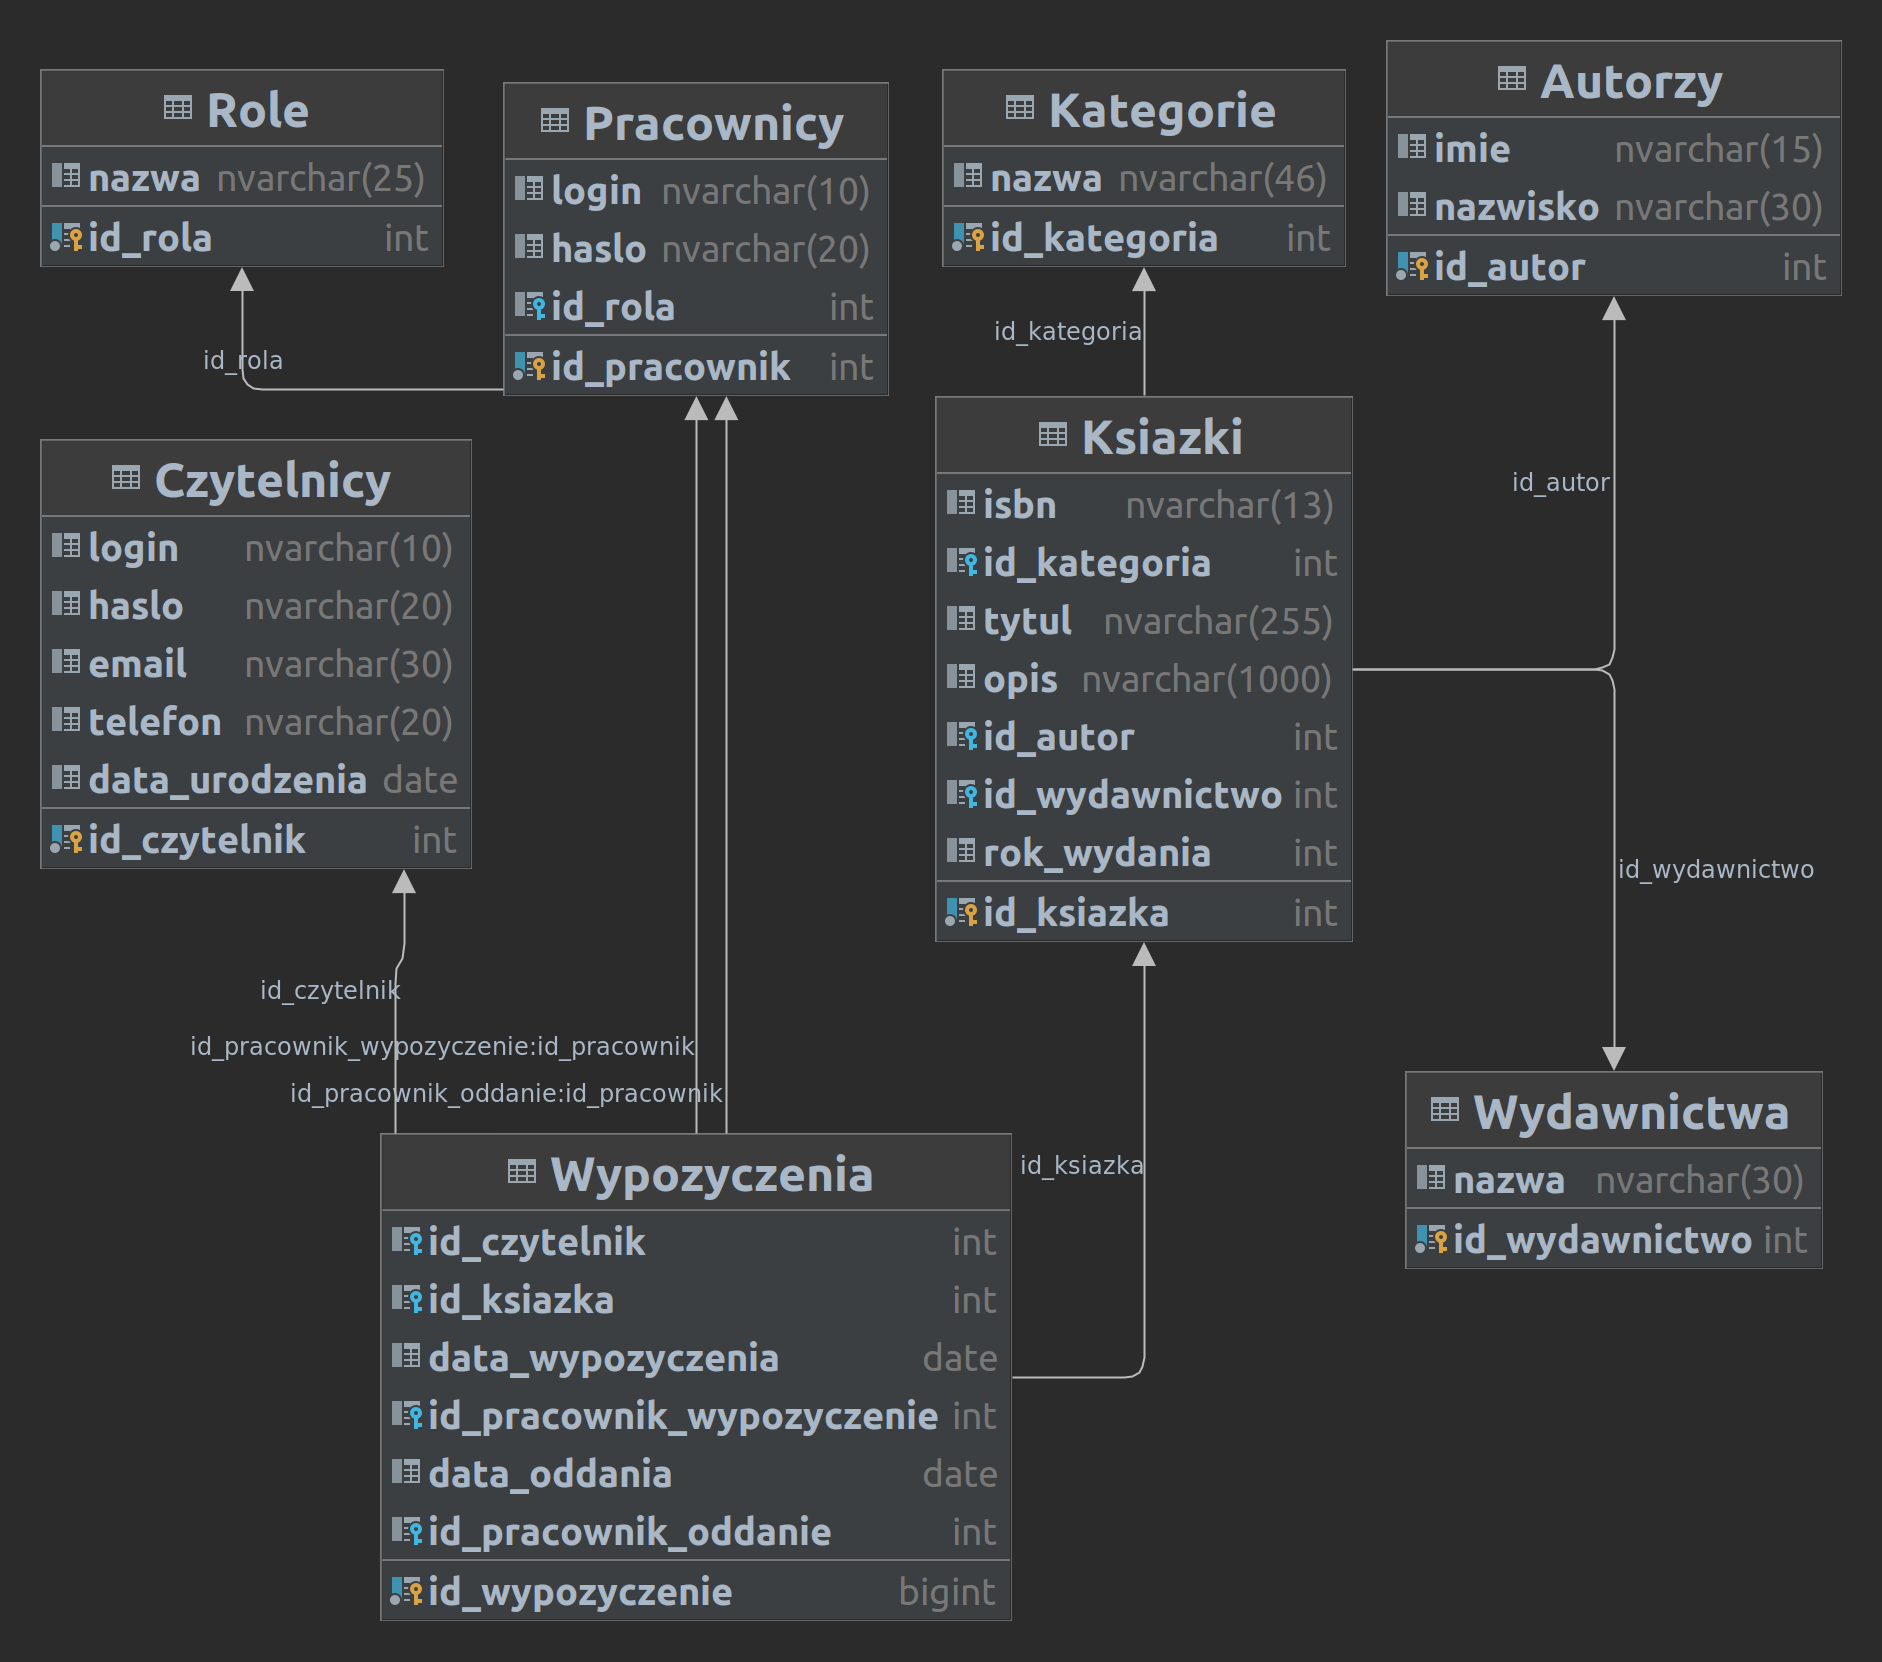 Role
nazwa nvarchar(25)
id_rola int
Pracownicy
login nvarchar(10)
haslo nvarchar(20)
id_rola int
id_pracownik int
Kategorie
nazwa nvarchar(46)
id_kategoria int
Autorzy
imie nvarchar(15)
nazwisko nvarchar(30)
id_autor int
id_rola
id_kategoria
id_autor
Czytelnicy
login nvarchar(10)
haslo nvarchar(20)
email nvarchar(30)
telefon nvarchar(20)
data_urodzenia date
id_czytelnik int
Ksiazki
isbn nvarchar(13)
id_kategoria int
tytul nvarchar(255)
opis nvarchar(1000)
id_autor int
id_wydawnictwo int
rok_wydania int
id_ksiazka int
id_wydawnictwo
id_czytelnik
id_pracownik_wypozyczenie:id_pracownik
id_pracownik_oddanie:id_pracownik
id_ksiazka
Wypozyczenia
id_czytelnik int
id_ksiazka int
data_wypozyczenia date
id_pracownik_wypozyczenie int
data_oddania date
id_pracownik_oddanie int
id_wypozyczenie bigint
Wydawnictwa
nazwa nvarchar(30)
id_wydawnictwo int